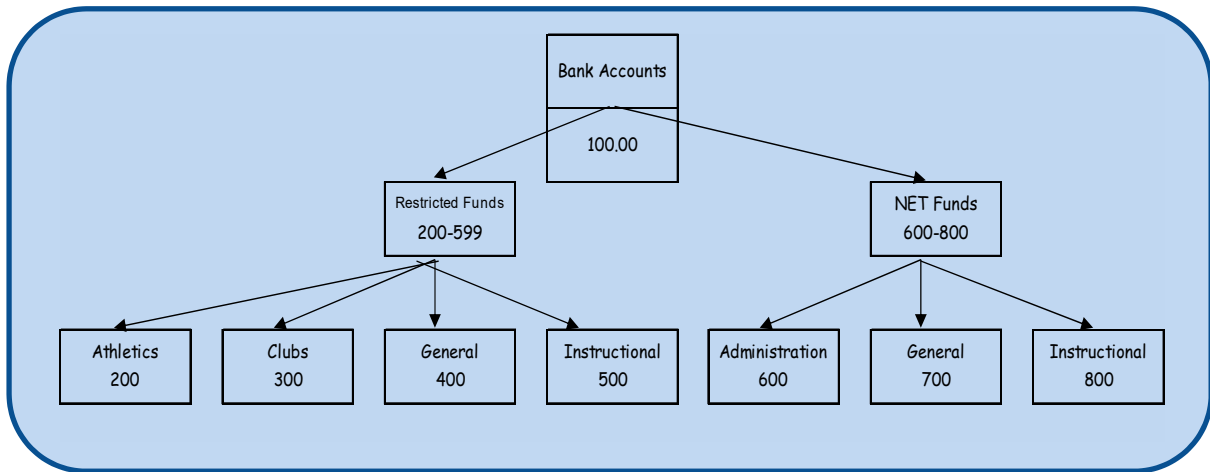 Bank Accounts
100.00
Restricted Funds
200-599
NET Funds
600-800
Athletics
200
Clubs
300
General
400
Instructional
500
Administration
600
General
700
Instructional
800